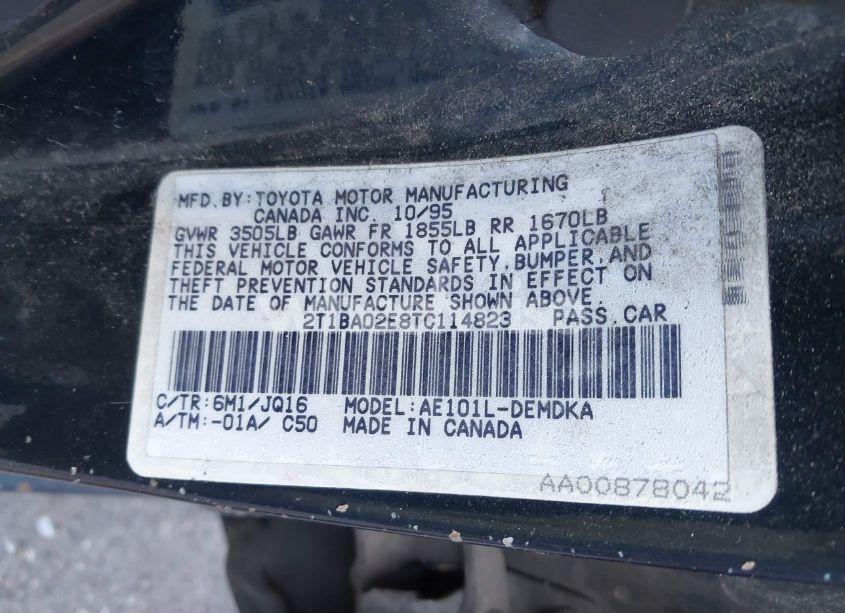 MFD.BY:TOYOTA MOTOR MANUFACTURING
CANADA INC. 10/95
GVWR 3505LB GAWR FR 1855LB RR 1670LB
THIS VEHICLE CONFORMS TO ALL APPLICABLE
FEDERAL MOTOR VEHICLE SAFETY,BUMPER,AND
THEFT PREVENTION STANDARDS IN EFFECT ON
THE DATE OF MANUFACTURE SHOWN ABOVE.
2T1BA02E8TC114823 PASS.CAR
C/TR:6M1/JQ16 MODEL:AE101L-DEMDKA
A/TM:-01A/ C50 MADE IN CANADA
AA00878042